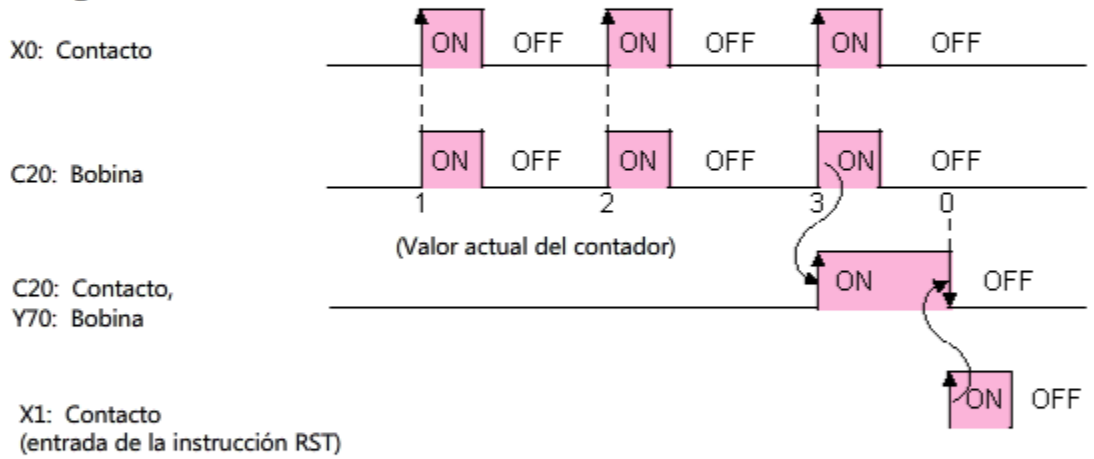 ON OFF ON OFF ON OFF
X0: Contacto
ON OFF ON OFF ON OFF
C20: Bobina
1 2 3 0
(Valor actual del contador)
ON OFF
C20: Contacto,
Y70: Bobina
ON OFF
X1: Contacto
(entrada de la instrucción RST)